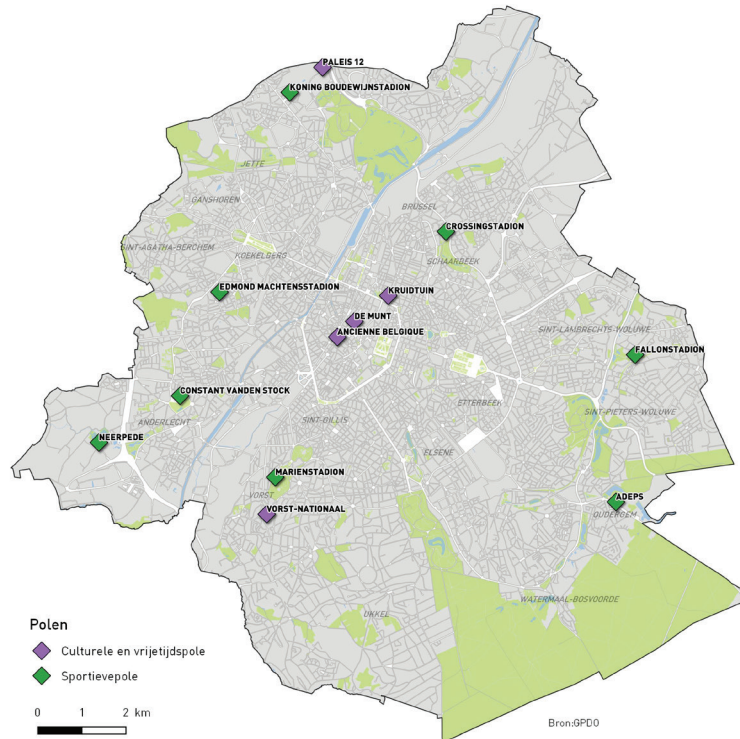 PALEIS 12
KONING BOUDEWIJNSTADION
JETTE
GANSHOREN
BRUSSEL
CROSSINGSTADION
SINT-AGATHA-BERCHEM
KOEKELBERG
SCHAARBEEK
EDMOND MACHTENSSTADION
KRUIDTUIN
DE MUNT
ANCIENNE BELGIQUE
SINT-LAMBRECHTS-WOLUWE
FALLONSTADION
CONSTANT VANDEN STOCK
ETTERBEEK
SINT-PIETERS-WOLUWE
ANDERLECHT
SINT-GILLIS
NEERPEDE
ELSENE
MARIENSTADION
VORST
VORST-NATIONAAL
ADEPS
OUDERGEM
WATERMAAL-BOSVOORDE
UKKEL
Polen
Culturele en vrijetijdspole
Sportievepole
0 1 2 km
Bron:GPDO